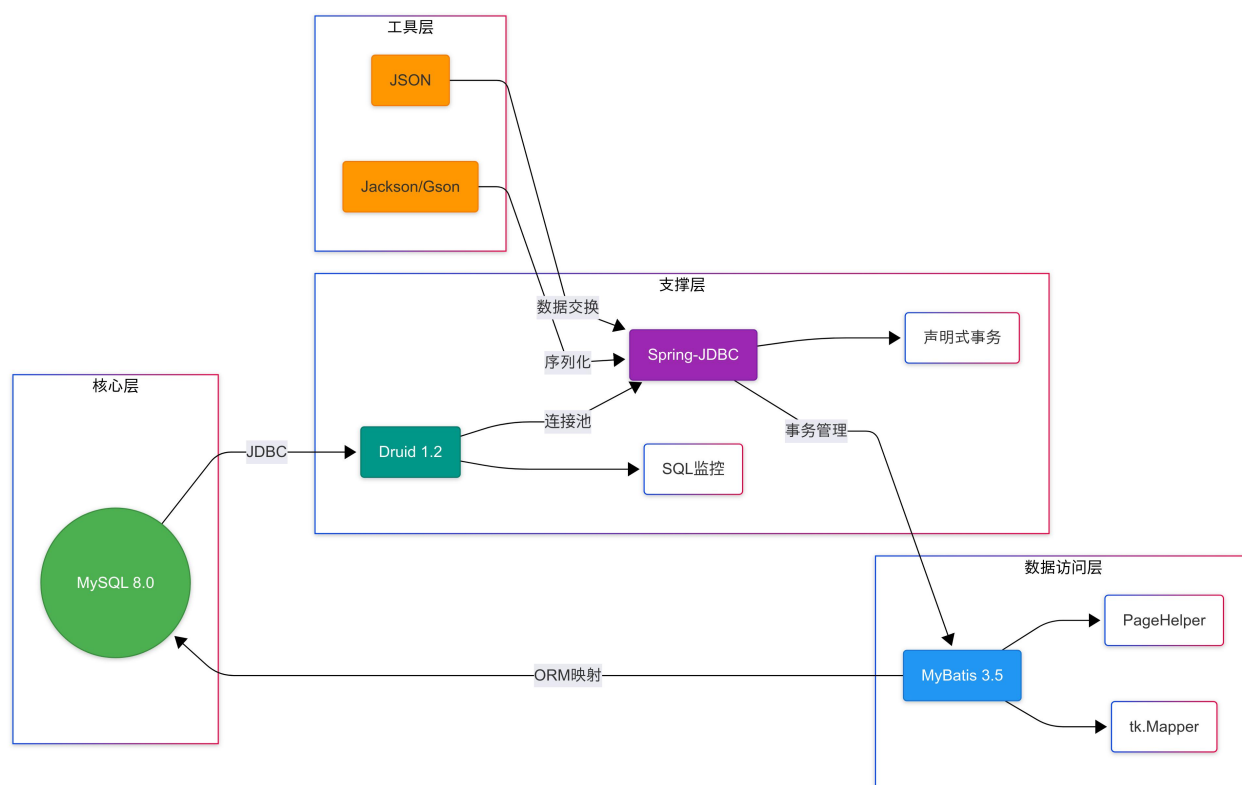 工具层
JSON
Jackson/Gson
支撑层
数据交换
声明式事务
Spring-JDBC
序列化
核心层
连接池
事务管理
JDBC
Druid 1.2
SQL监控
MySQL 8.0
数据访问层
PageHelper
ORM映射
MyBatis 3.5
tk.Mapper